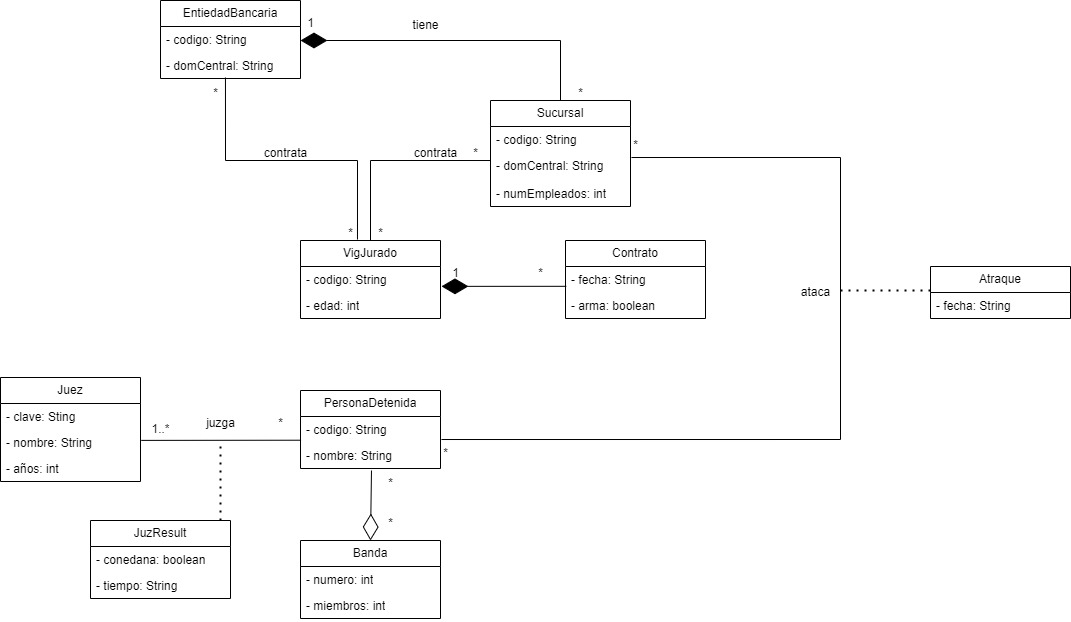 EntiedadBancaria
- codigo: String
- domCentral: String
1
tiene
*
*
Sucursal
- codigo: String
- domCentral: String
- numEmpleados: int
contrata
contrata
*
*
*
*
VigJurado
- codigo: String
- edad: int
1
*
Contrato
- fecha: String
- arma: boolean
ataca
Atraque
- fecha: String
Juez
- clave: Sting
- nombre: String
- años: int
1..*
juzga
*
PersonaDetenida
- codigo: String
- nombre: String
*
*
*
JuzResult
- conedana: boolean
- tiempo: String
Banda
- numero: int
- miembros: int